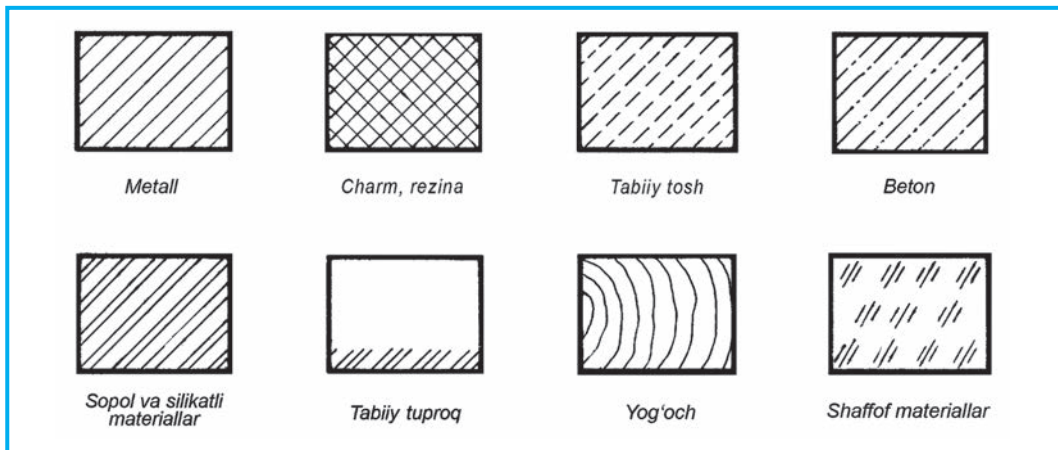 Metall
Charm, rezina
Tabiiy tosh
Beton
Sopol va silikatli
materiallar
Tabiiy tuproq
Yog‘och
Shaffof materiallar